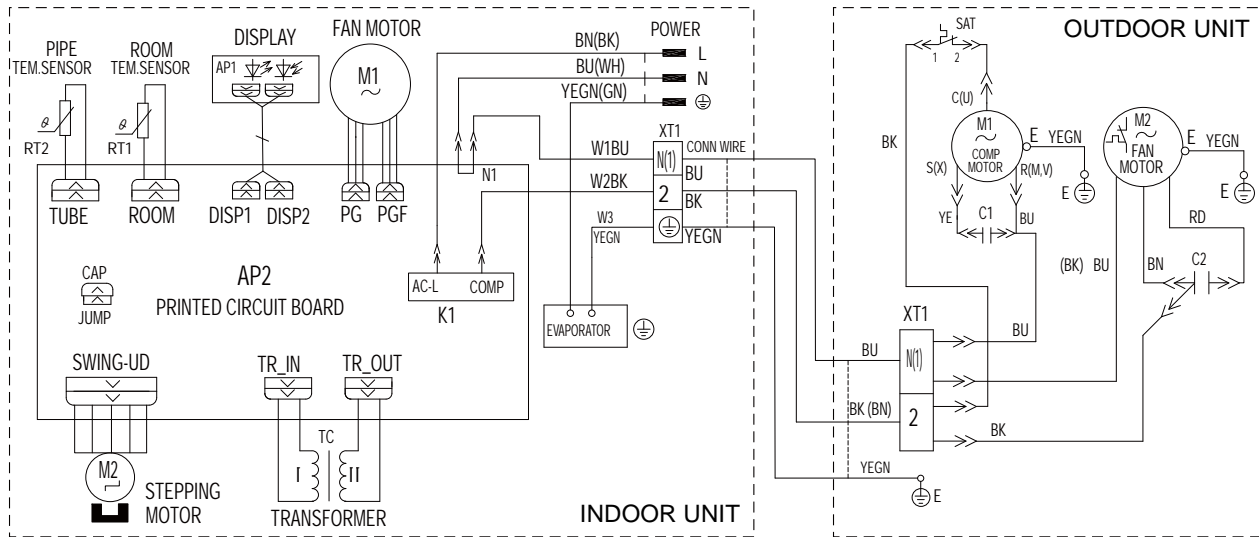 OUTDOOR UNIT
INDOOR UNIT
PIPE
TEM.SENSOR
ROOM
TEM.SENSOR
DISPLAY
AP1
FAN MOTOR
M1
POWER
BN(BK)
L
BU(WH)
N
YEGN(GN)
θ
RT2
θ
RT1
TUBE
ROOM
DISP1
DISP2
PG
PGF
N1
W1BU
W2BK
W3
YEGN
XT1
N(1)
2
CONN WIRE
BU
BK
YEGN
CAP
JUMP
AP2
PRINTED CIRCUIT BOARD
AC-L
COMP
K1
EVAPORATOR
SWING-UD
TR_IN
TR_OUT
M2
STEPPING
MOTOR
TC
I
II
TRANSFORMER
SAT
1
2
BK
C(U)
M1
COMP
MOTOR
E
YEGN
E
S(X)
R(M,V)
YE
C1
BU
M2
FAN
MOTOR
E
YEGN
E
RD
(BK) BU
BN
C2
XT1
N(1)
2
BU
BU
BK (BN)
BK
YEGN
E